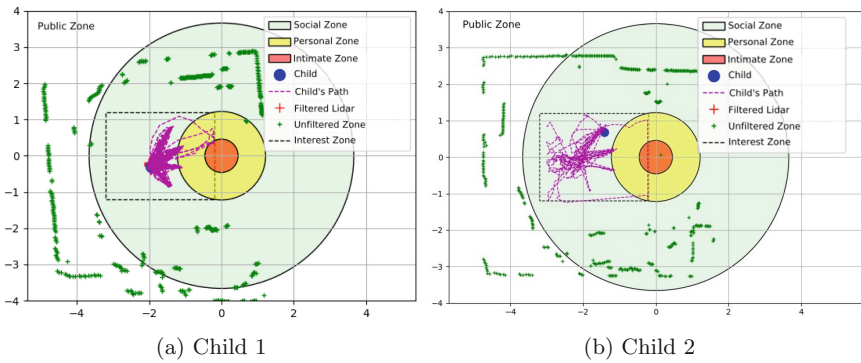 Public Zone
Social Zone
Personal Zone
Intimate Zone
Child
Child's Path
Filtered Lidar
Unfiltered Zone
Interest Zone
4
3
2
1
0
−1
−2
−3
−4
−4
−2
0
2
4
(a) Child 1
Public Zone
Social Zone
Personal Zone
Intimate Zone
Child
Child's Path
Filtered Lidar
Unfiltered Zone
Interest Zone
4
3
2
1
0
−1
−2
−3
−4
−4
−2
0
2
4
(b) Child 2